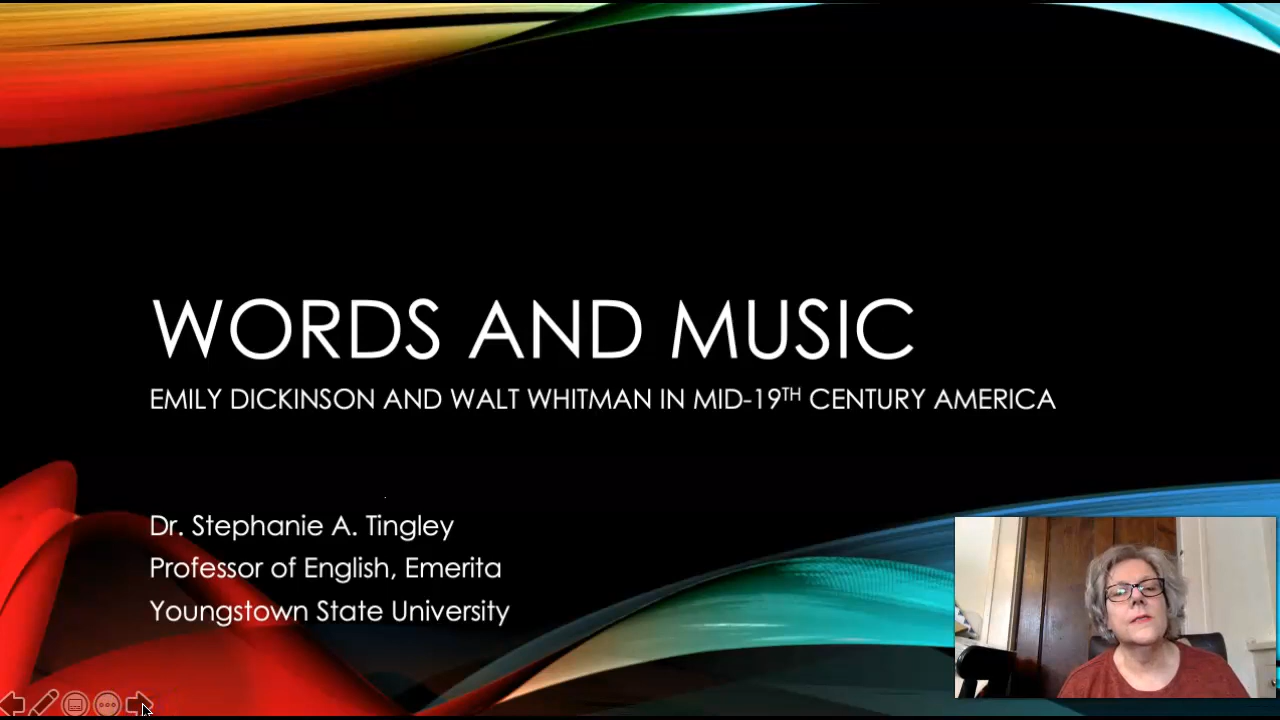 WORDS AND MUSIC
EMILY DICKINSON AND WALT WHITMAN IN MID-19TH CENTURY AMERICA
Dr. Stephanie A. Tingley
Professor of English, Emerita
Youngstown State University